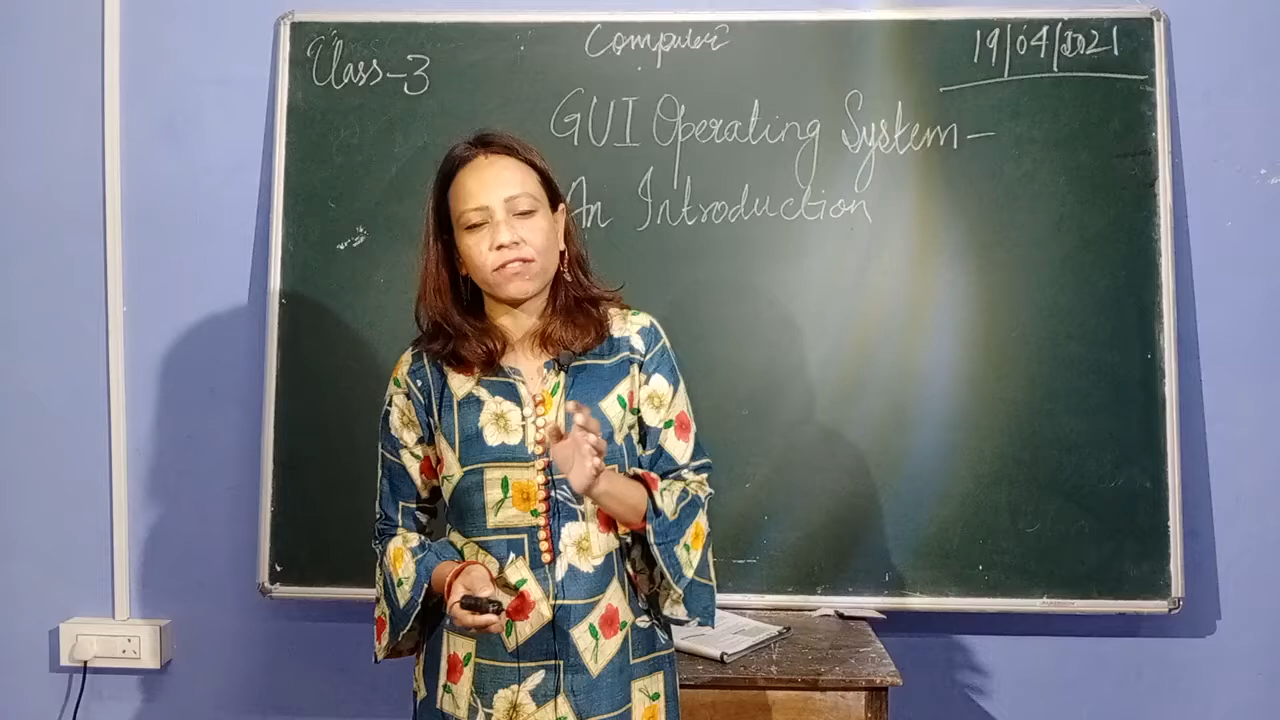 Class-3
Computer
19/04/2021
GUI Operating System-
An Introduction